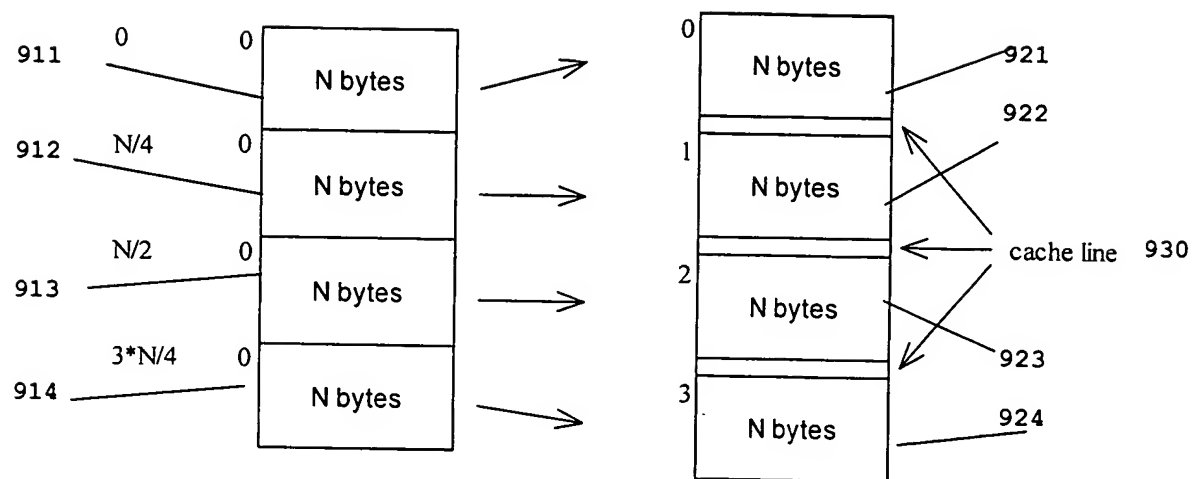 911 0 0 N bytes
912 N/4 0 N bytes
913 N/2 0 N bytes
914 3*N/4 0 N bytes
0 N bytes 921
922
1 N bytes
cache line 930
2 N bytes
923
3 N bytes 924